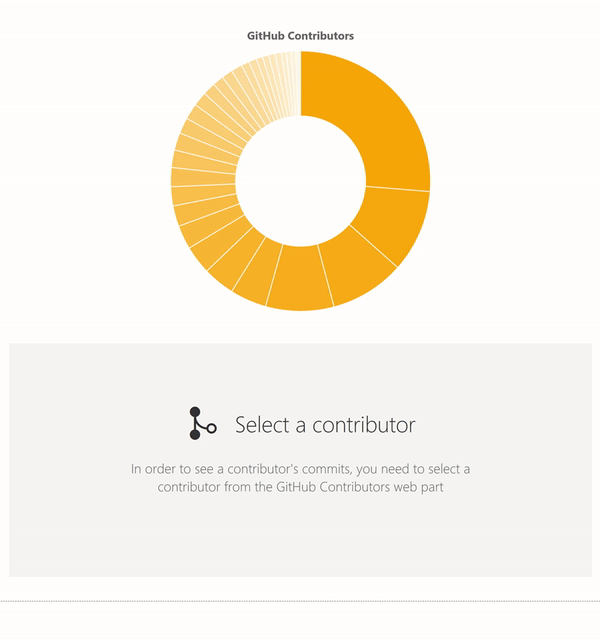 GitHub Contributors
Select a contributor
In order to see a contributor's commits, you need to select a
contributor from the GitHub Contributors web part